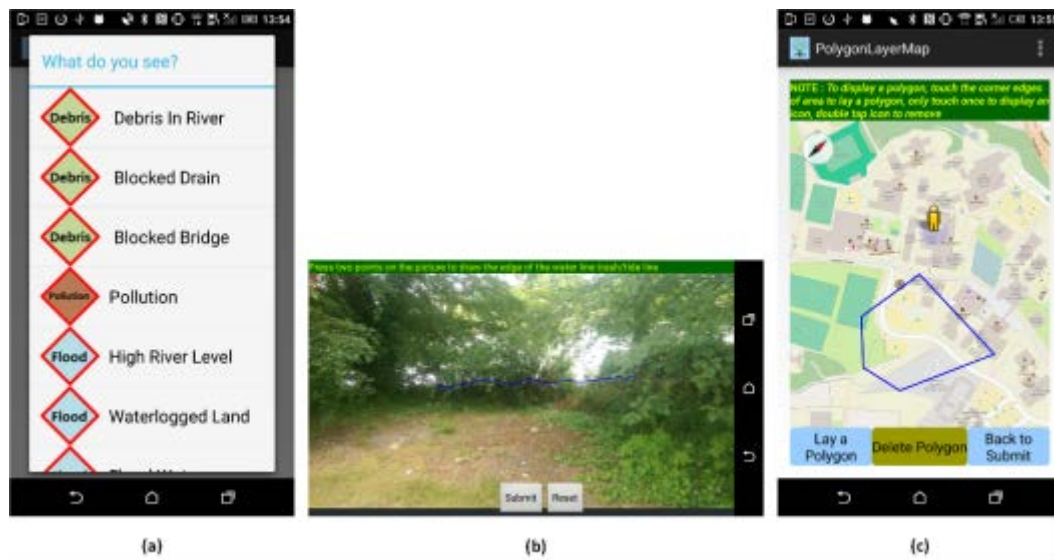 13:54
What do you see?
Debris Debris In River
Debris Blocked Drain
Debris Blocked Bridge
Pollution Pollution
Flood High River Level
Flood Waterlogged Land
(a)
Press two points on the picture to draw the edge of the water line trash/tide line
Submit Reset
(b)
PolygonLayerMap
NOTE : To display a polygon, touch the corner edges
of area to lay a polygon, only touch once to display an
icon, double tap icon to remove
Lay a
Polygon
Delete Polygon
Back to
Submit
(c)